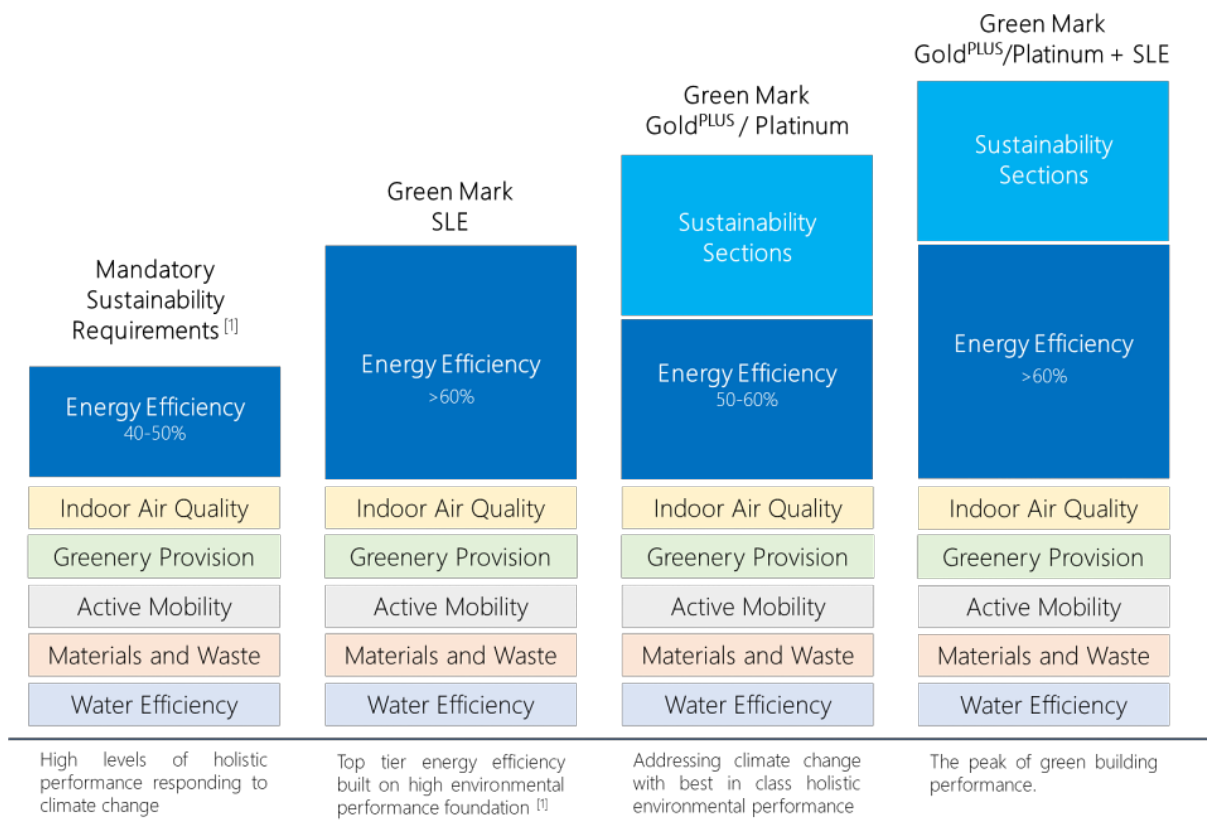 Mandatory
Sustainability
Requirements [1]
Energy Efficiency
40-50%
Indoor Air Quality
Greenery Provision
Active Mobility
Materials and Waste
Water Efficiency
High levels of holistic
performance responding to
climate change
Green Mark
SLE
Energy Efficiency
>60%
Indoor Air Quality
Greenery Provision
Active Mobility
Materials and Waste
Water Efficiency
Top tier energy efficiency
built on high environmental
performance foundation [1]
Green Mark
GoldPLUS / Platinum
Sustainability
Sections
Energy Efficiency
50-60%
Indoor Air Quality
Greenery Provision
Active Mobility
Materials and Waste
Water Efficiency
Addressing climate change
with best in class holistic
environmental performance
Green Mark
GoldPLUS/Platinum + SLE
Sustainability
Sections
Energy Efficiency
>60%
Indoor Air Quality
Greenery Provision
Active Mobility
Materials and Waste
Water Efficiency
The peak of green building
performance.